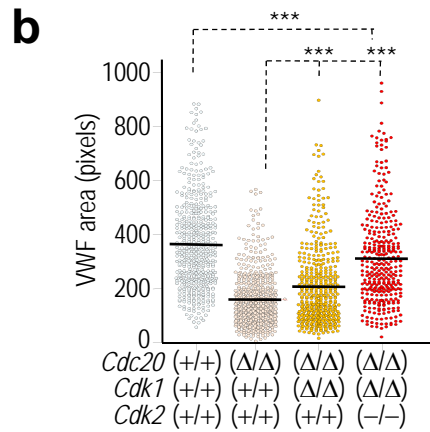 b
***
*** ***
1000
800
600
400
200
0
VWF area (pixels)
Cdc20 (+/+) (Δ/Δ) (Δ/Δ) (Δ/Δ)
Cdk1 (+/+) (+/+) (Δ/Δ) (Δ/Δ)
Cdk2 (+/+) (+/+) (+/+) (−/−)